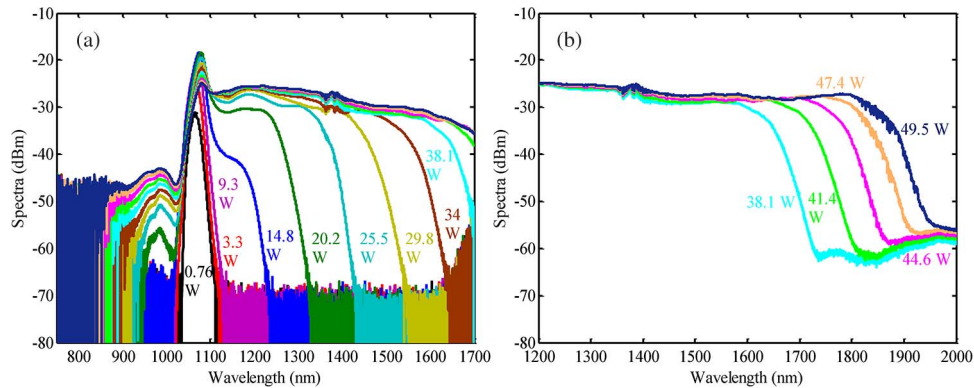 (a)
Spectra (dBm)
-10
-20
-30
-40
-50
-60
-70
-80
0.76
W
3.3
W
9.3
W
14.8
W
20.2
W
25.5
W
29.8
W
34
W
38.1
W
800 900 1000 1100 1200 1300 1400 1500 1600 1700
Wavelength (nm)
(b)
Spectra (dBm)
-10
-20
-30
-40
-50
-60
-70
-80
38.1 W
41.4
W
44.6 W
47.4 W
49.5 W
1200 1300 1400 1500 1600 1700 1800 1900 2000
Wavelength (nm)